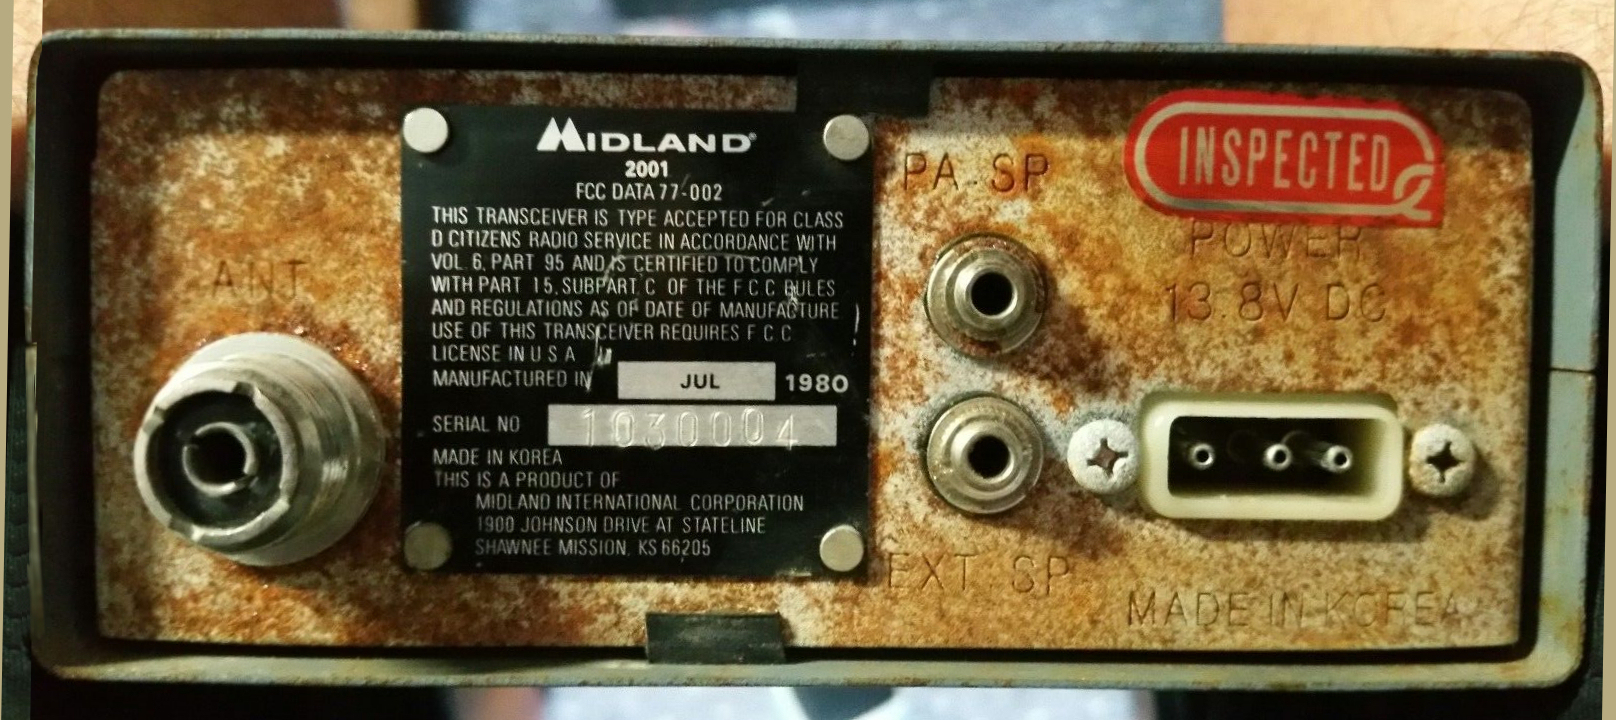 MIDLAND®
2001
FCC DATA 77-002
THIS TRANSCEIVER IS TYPE ACCEPTED FOR CLASS
D CITIZENS RADIO SERVICE IN ACCORDANCE WITH
VOL. 6, PART 95 AND IS CERTIFIED TO COMPLY
WITH PART 15, SUBPART C OF THE F C C RULES
AND REGULATIONS AS OF DATE OF MANUFACTURE
USE OF THIS TRANSCEIVER REQUIRES F C C
LICENSE IN U S A
MANUFACTURED IN JUL 1980
SERIAL NO 1030004
MADE IN KOREA
THIS IS A PRODUCT OF
MIDLAND INTERNATIONAL CORPORATION
1900 JOHNSON DRIVE AT STATELINE
SHAWNEE MISSION, KS 66205
ANT.
PA. SP
EXT. SP
INSPECTED
POWER
13.8V DC
MADE IN KOREA